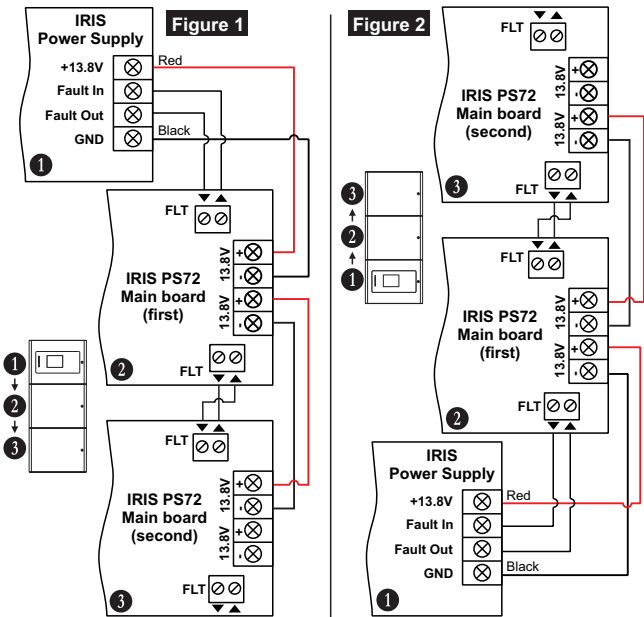 Figure 1
IRIS
Power Supply
+13.8V
Red
Fault In
Fault Out
GND
Black
1
FLT
IRIS PS72
Main board
(first)
13.8V
+
-
13.8V
+
-
FLT
2
1
2
3
FLT
IRIS PS72
Main board
(second)
13.8V
+
-
13.8V
+
-
FLT
3
Figure 2
FLT
IRIS PS72
Main board
(second)
13.8V
+
-
13.8V
+
-
FLT
3
3
2
1
FLT
IRIS PS72
Main board
(first)
13.8V
+
-
13.8V
+
-
FLT
2
IRIS
Power Supply
+13.8V
Red
Fault In
Fault Out
GND
Black
1